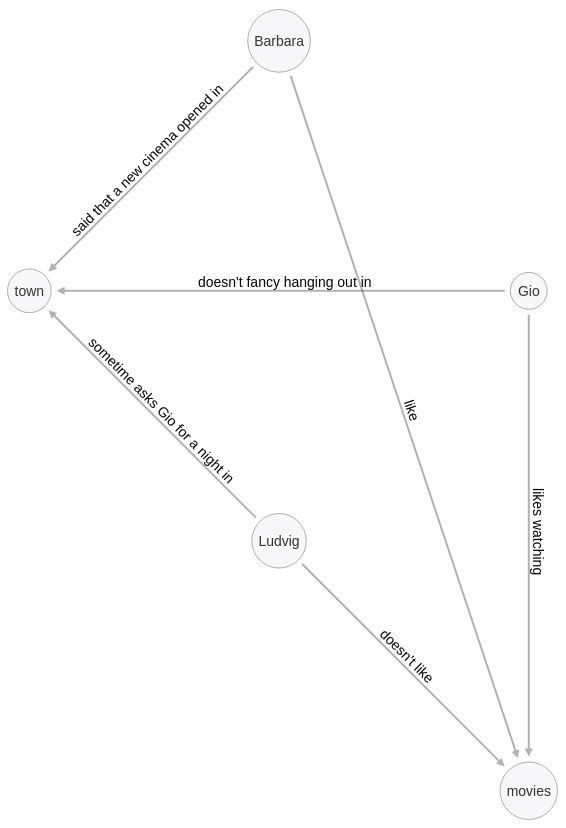 Barbara
said that a new cinema opened in
doesn't fancy hanging out in
town
Gio
sometime asks Gio for a night in
like
likes watching
Ludvig
doesn't like
movies